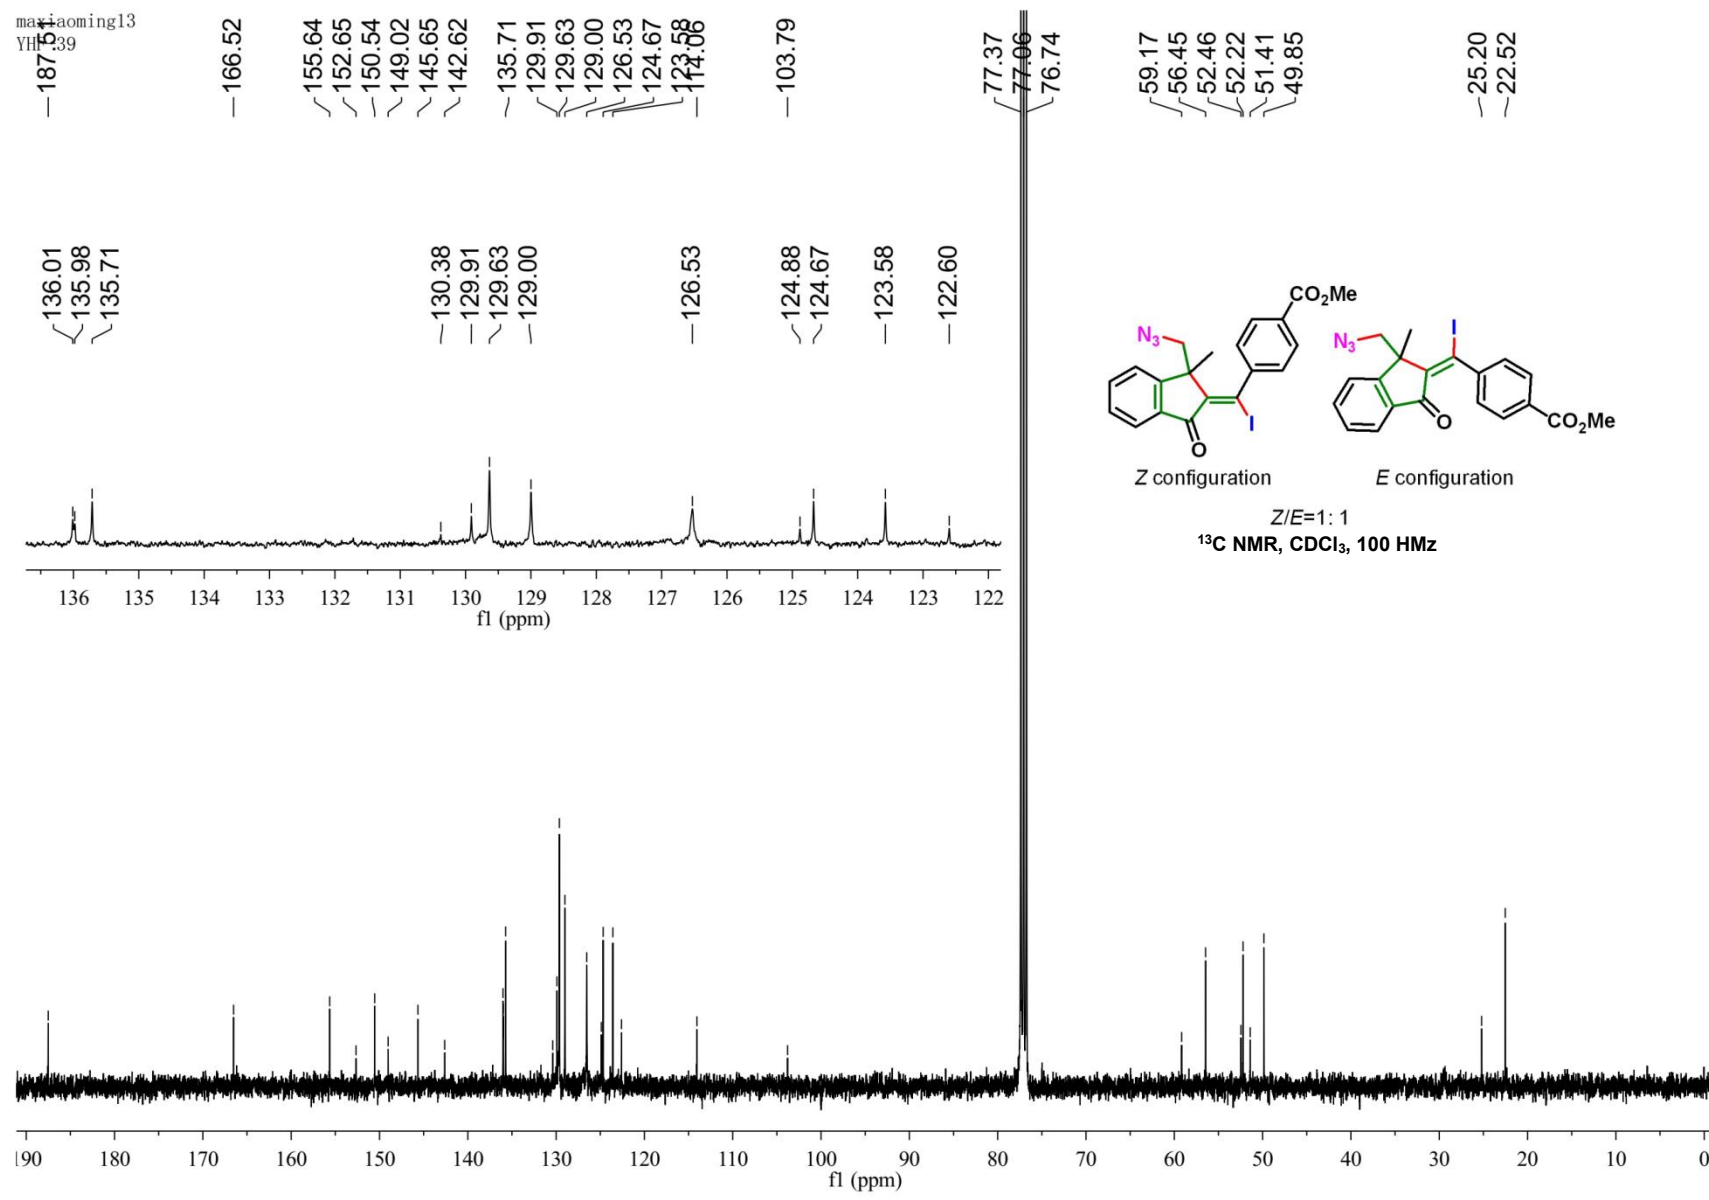 maxiaoming13
YHF-39
187.51
166.52
155.64
152.65
150.54
149.02
145.65
142.62
135.71
129.91
129.63
129.00
126.53
124.67
123.58
114.06
103.79
77.37
77.06
76.74
59.17
56.45
52.46
52.22
51.41
49.85
25.20
22.52
136.01
135.98
135.71
130.38
129.91
129.63
129.00
126.53
124.88
124.67
123.58
122.60
136 135 134 133 132 131 130 129 128 127 126 125 124 123 122
f1 (ppm)
CO₂Me
N₃
I
O
Z configuration
N₃
I
O
CO₂Me
E configuration
Z/E=1: 1
¹³C NMR, CDCl₃, 100 HMz
190 180 170 160 150 140 130 120 110 100 90 80 70 60 50 40 30 20 10 0
f1 (ppm)